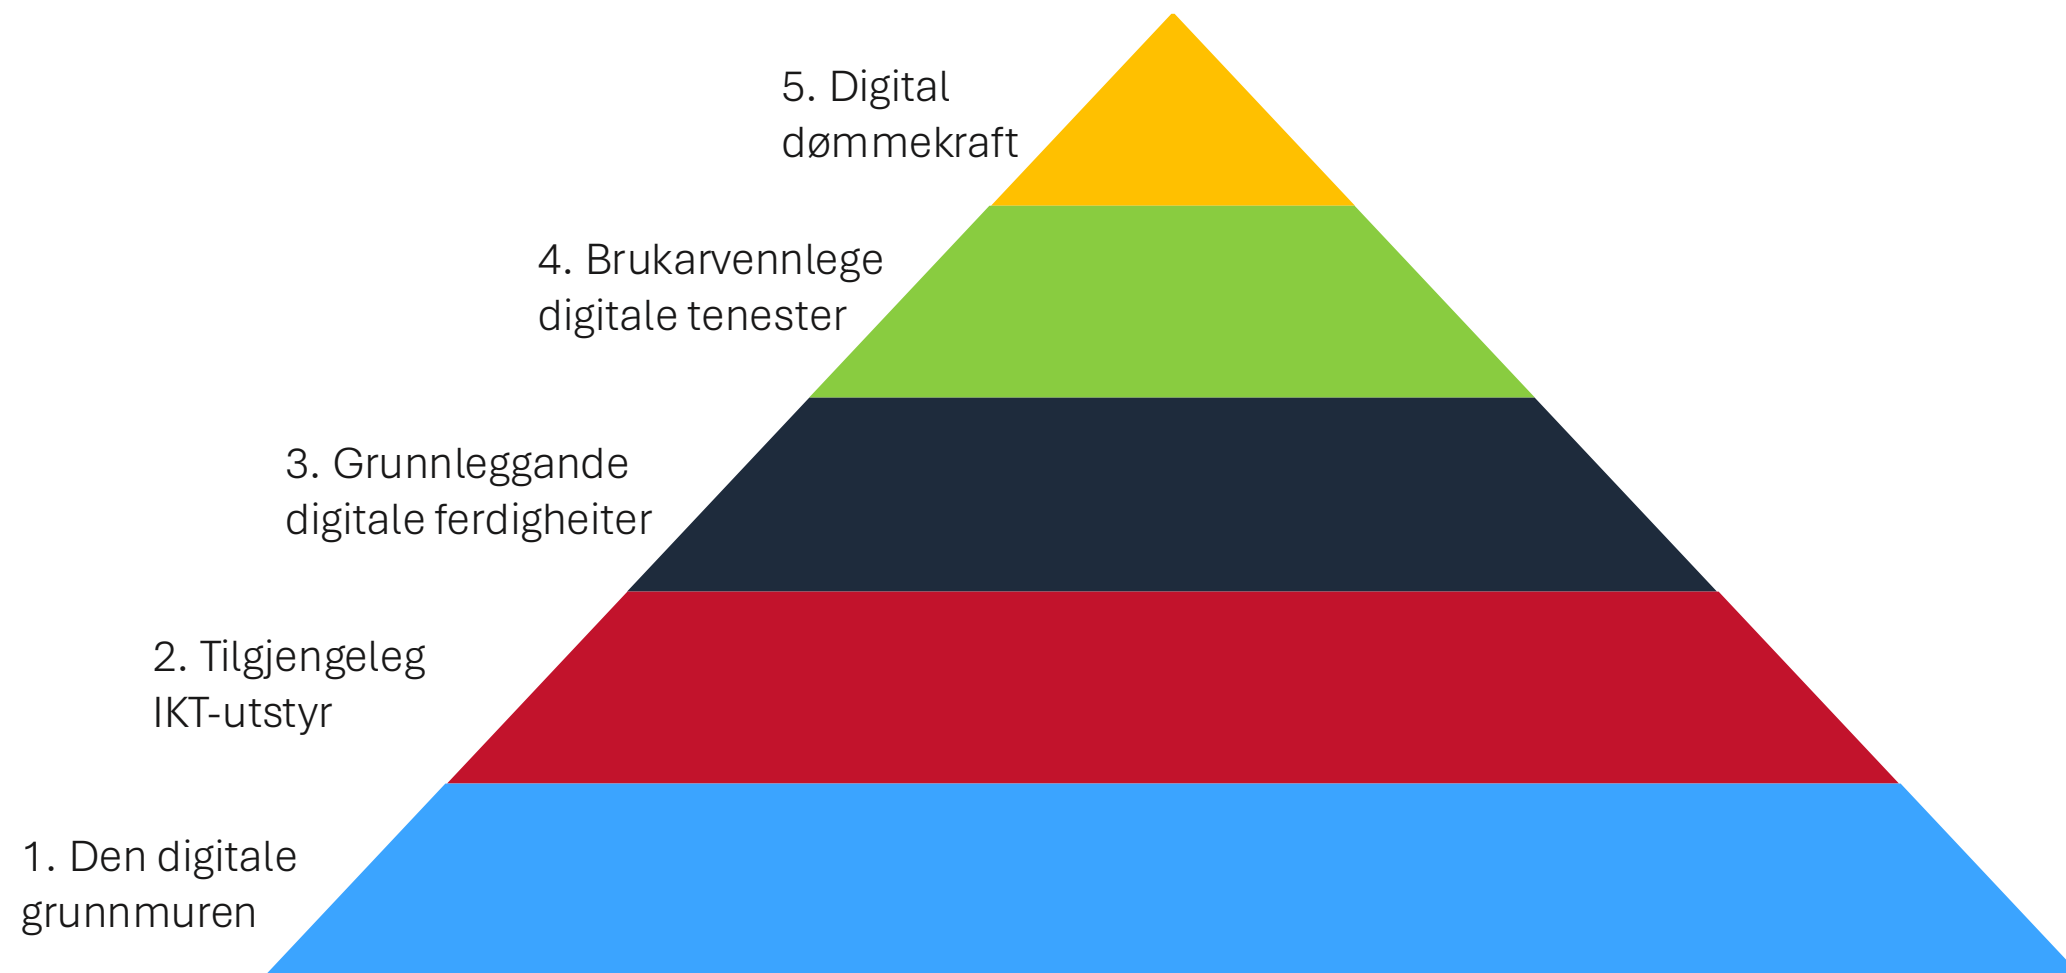 5. Digital
dømmekraft
4. Brukarvennlege
digitale tenester
3. Grunnleggande
digitale ferdigheiter
2. Tilgjengeleg
IKT-utstyr
1. Den digitale
grunnmuren